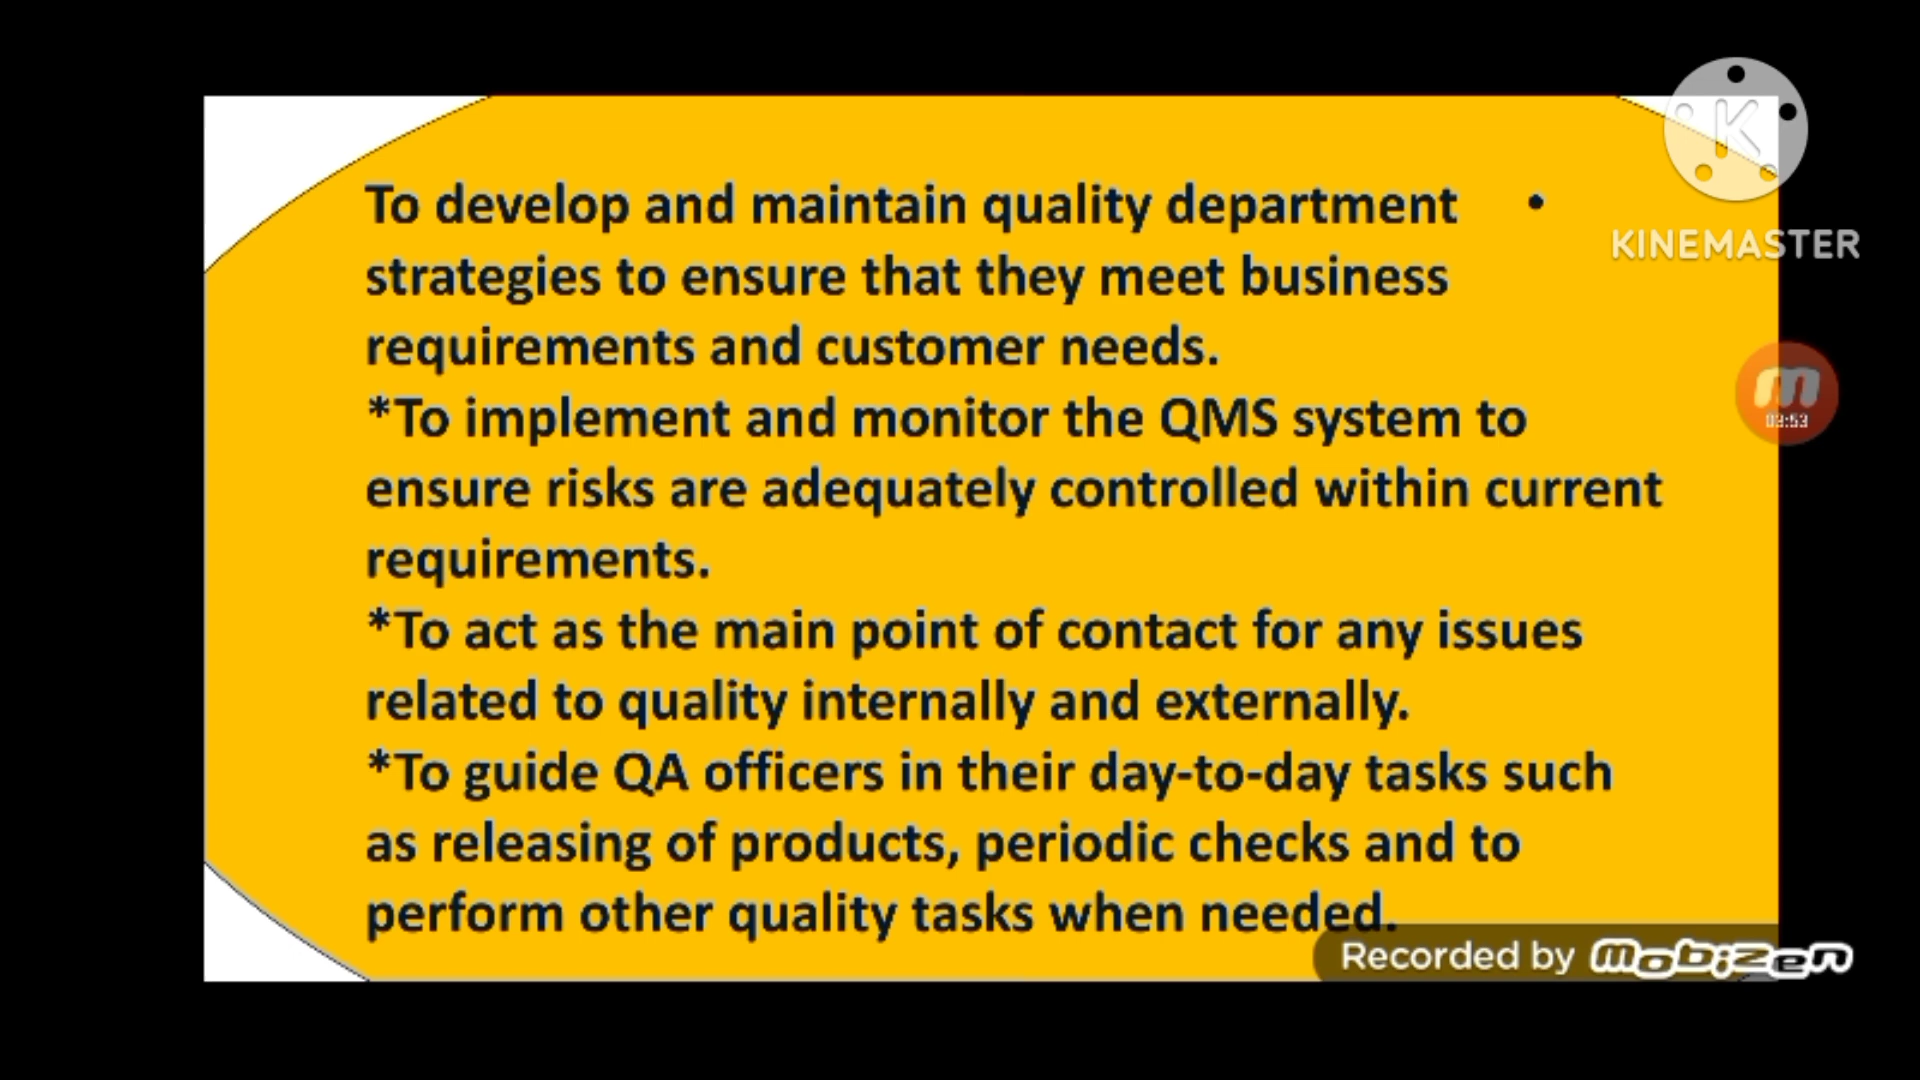 To develop and maintain quality department •
strategies to ensure that they meet business
requirements and customer needs.
*To implement and monitor the QMS system to
ensure risks are adequately controlled within current
requirements.
*To act as the main point of contact for any issues
related to quality internally and externally.
*To guide QA officers in their day-to-day tasks such
as releasing of products, periodic checks and to
perform other quality tasks when needed.
K
KINEMASTER
m
03:53
Recorded by mobizen